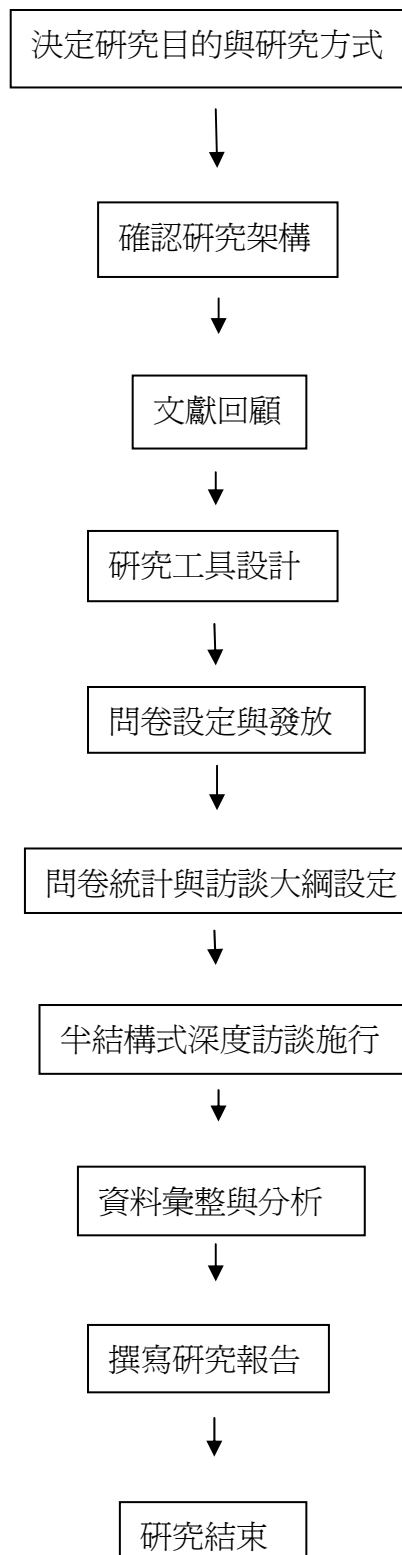 決定研究目的與研究方式
確認研究架構
文獻回顧
研究工具設計
問卷設定與發放
問卷統計與訪談大綱設定
半結構式深度訪談施行
資料彙整與分析
撰寫研究報告
研究結束